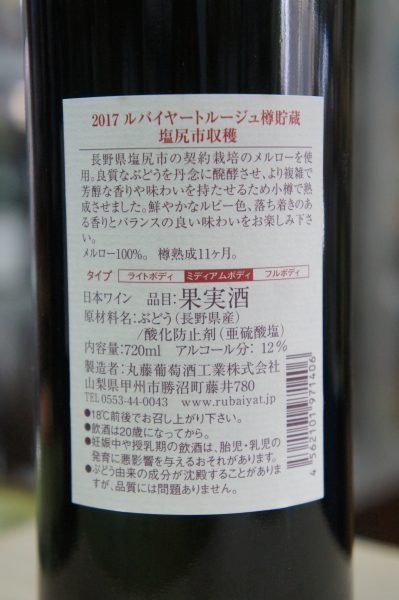 2017 ルバイヤートルージュ樽貯蔵
塩尻市収穫
長野県塩尻市の契約栽培のメルローを使
用。良質なぶどうを丹念に醗酵させ、より複雑で
芳醇な香りや味わいを持たせるため小樽で熟
成させました。鮮やかなルビー色、落ち着きのあ
る香りとバランスの良い味わいをお楽しみ下さ
い。
メルロー100%。 樽熟成11ヶ月。
タイプ ライトボディ ミディアムボディ フルボディ
日本ワイン 品目:果実酒
原材料名:ぶどう(長野県産)
/酸化防止剤(亜硫酸塩)
内容量:720ml アルコール分: 12%
製造者:丸藤葡萄酒工業株式会社
山梨県甲州市勝沼町藤井780
TEL0553-44-0043 www.rubaiyat.jp
●18℃前後でお召し上がり下さい。
●飲酒は20歳になってから。
●妊娠中や授乳期の飲酒は、胎児・乳児の
発育に悪影響を与えるおそれがあります。
●ぶどう由来の成分が沈殿することがありま
すが、品質には問題ありません。
4562101971406